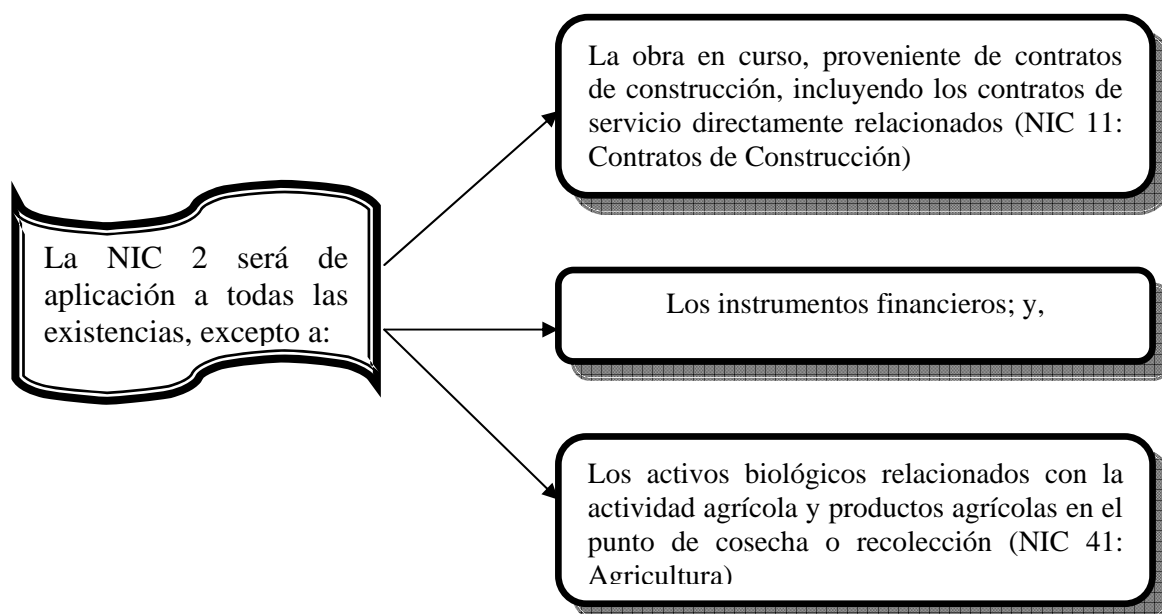 La NIC 2 será de
aplicación a todas las
existencias, excepto a:
La obra en curso, proveniente de contratos
de construcción, incluyendo los contratos de
servicio directamente relacionados (NIC 11:
Contratos de Construcción)
Los instrumentos financieros; y,
Los activos biológicos relacionados con la
actividad agrícola y productos agrícolas en el
punto de cosecha o recolección (NIC 41:
Agricultura)